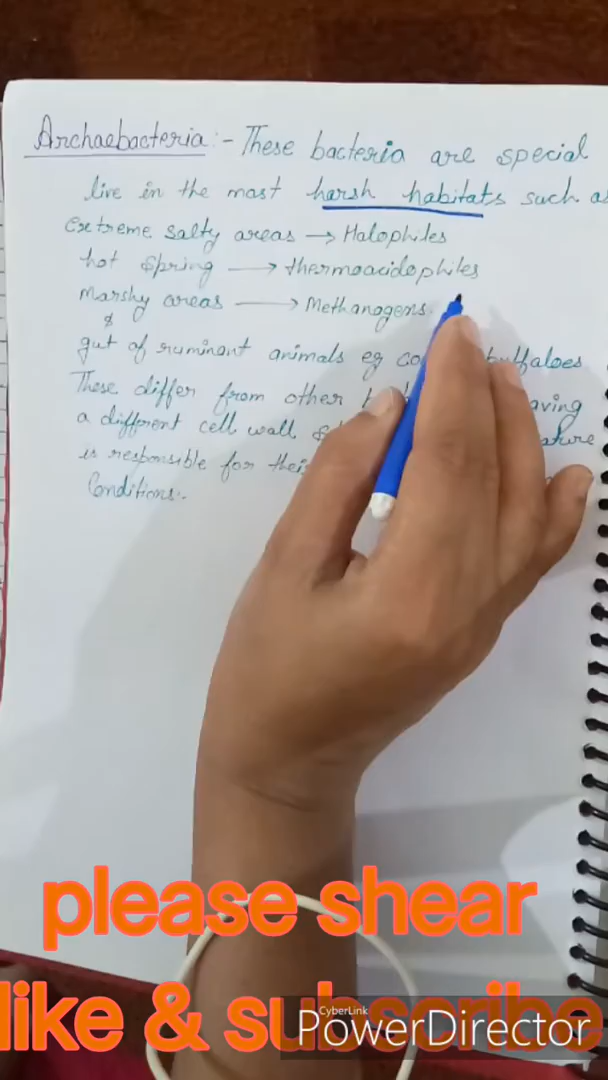 Archaebacteria :- These bacteria are special
live in the most harsh habitats such as
extreme salty areas → Halophiles
hot spring → thermoacidophiles
Marshy areas → Methanogens.
&
gut of ruminant animals eg buffaloes
These differ from other having
a different cell wall &
is responsible for their
Conditions.
please shear
like & subscribe
CyberLink
PowerDirector